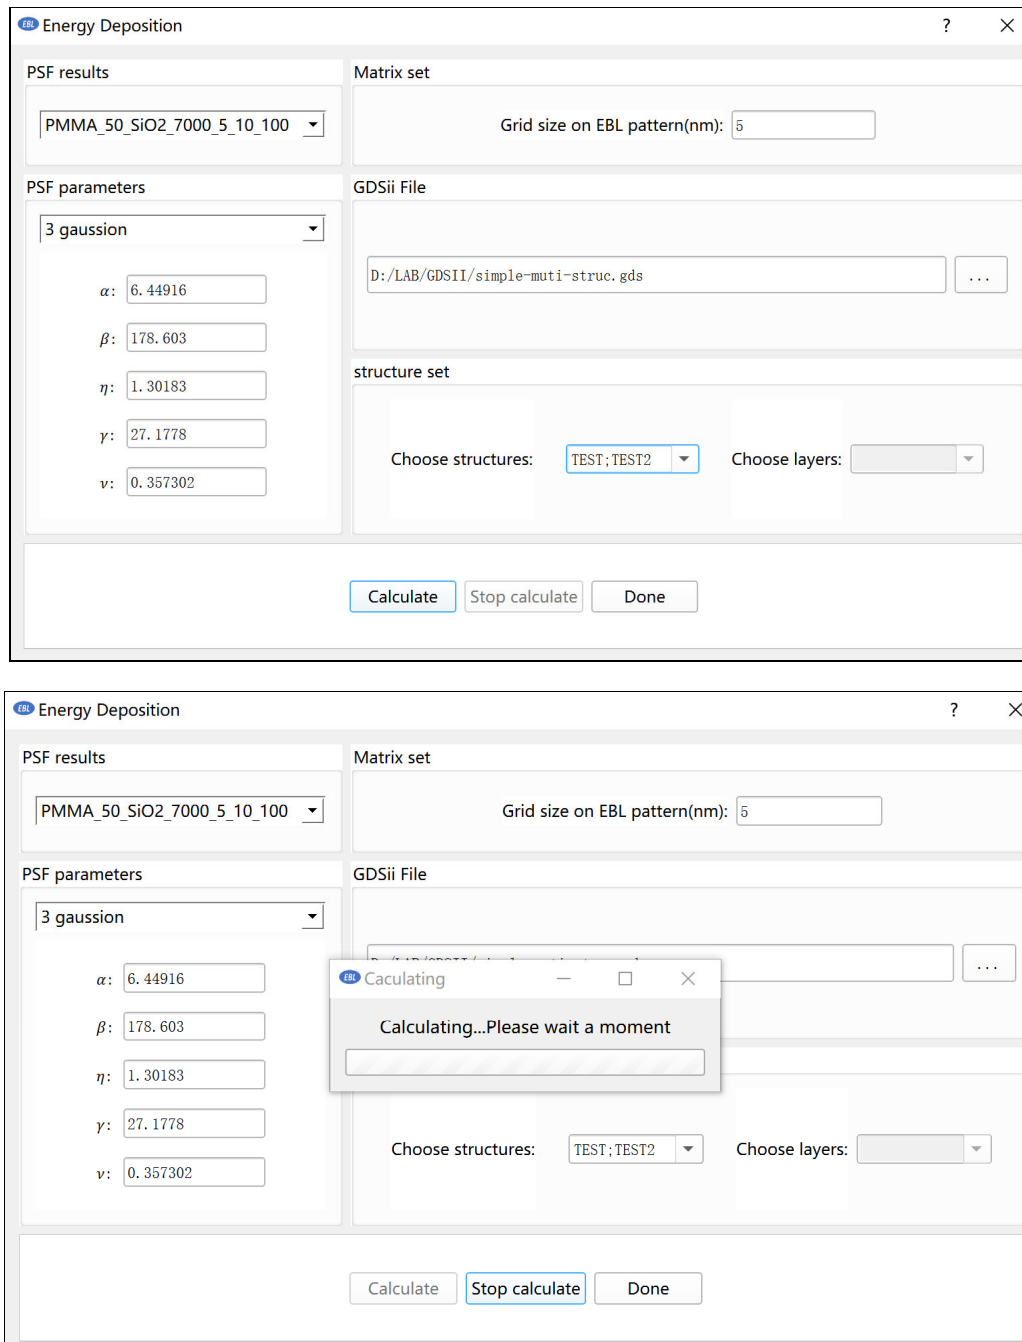 EBL Energy Deposition ?
PSF results Matrix set
PMMA_50_SiO2_7000_5_10_100 Grid size on EBL pattern(nm): 5
PSF parameters GDSii File
3 gaussion
D:/LAB/GDSII/simple-muti-struc.gds ...
α: 6.44916
β: 178.603
structure set
η: 1.30183
γ: 27.1778
Choose structures: TEST;TEST2 Choose layers:
ν: 0.357302
Calculate Stop calculate Done
EBL Energy Deposition ?
PSF results Matrix set
PMMA_50_SiO2_7000_5_10_100 Grid size on EBL pattern(nm): 5
PSF parameters GDSii File
3 gaussion
...
EBL Caculating
α: 6.44916
Calculating...Please wait a moment
β: 178.603
η: 1.30183
γ: 27.1778
Choose structures: TEST;TEST2 Choose layers:
ν: 0.357302
Calculate Stop calculate Done